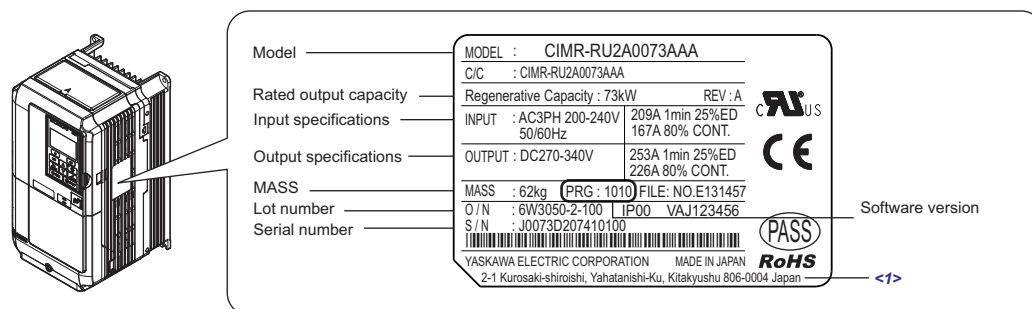 Model
Rated output capacity
Input specifications
Output specifications
MASS
Lot number
Serial number
MODEL : CIMR-RU2A0073AAA
C/C : CIMR-RU2A0073AAA
Regenerative Capacity : 73kW REV : A
INPUT : AC3PH 200-240V 50/60Hz
209A 1min 25%ED
167A 80% CONT.
OUTPUT : DC270-340V
253A 1min 25%ED
226A 80% CONT.
MASS : 62kg PRG : 1010 FILE: NO.E131457
O / N : 6W3050-2-100 IP00 VAJ123456
S / N : J0073D207410100
YASKAWA ELECTRIC CORPORATION MADE IN JAPAN
2-1 Kurosaki-shiroishi, Yahatanishi-Ku, Kitakyushu 806-0004 Japan
C RU US
CE
PASS
RoHS
Software version
<1>